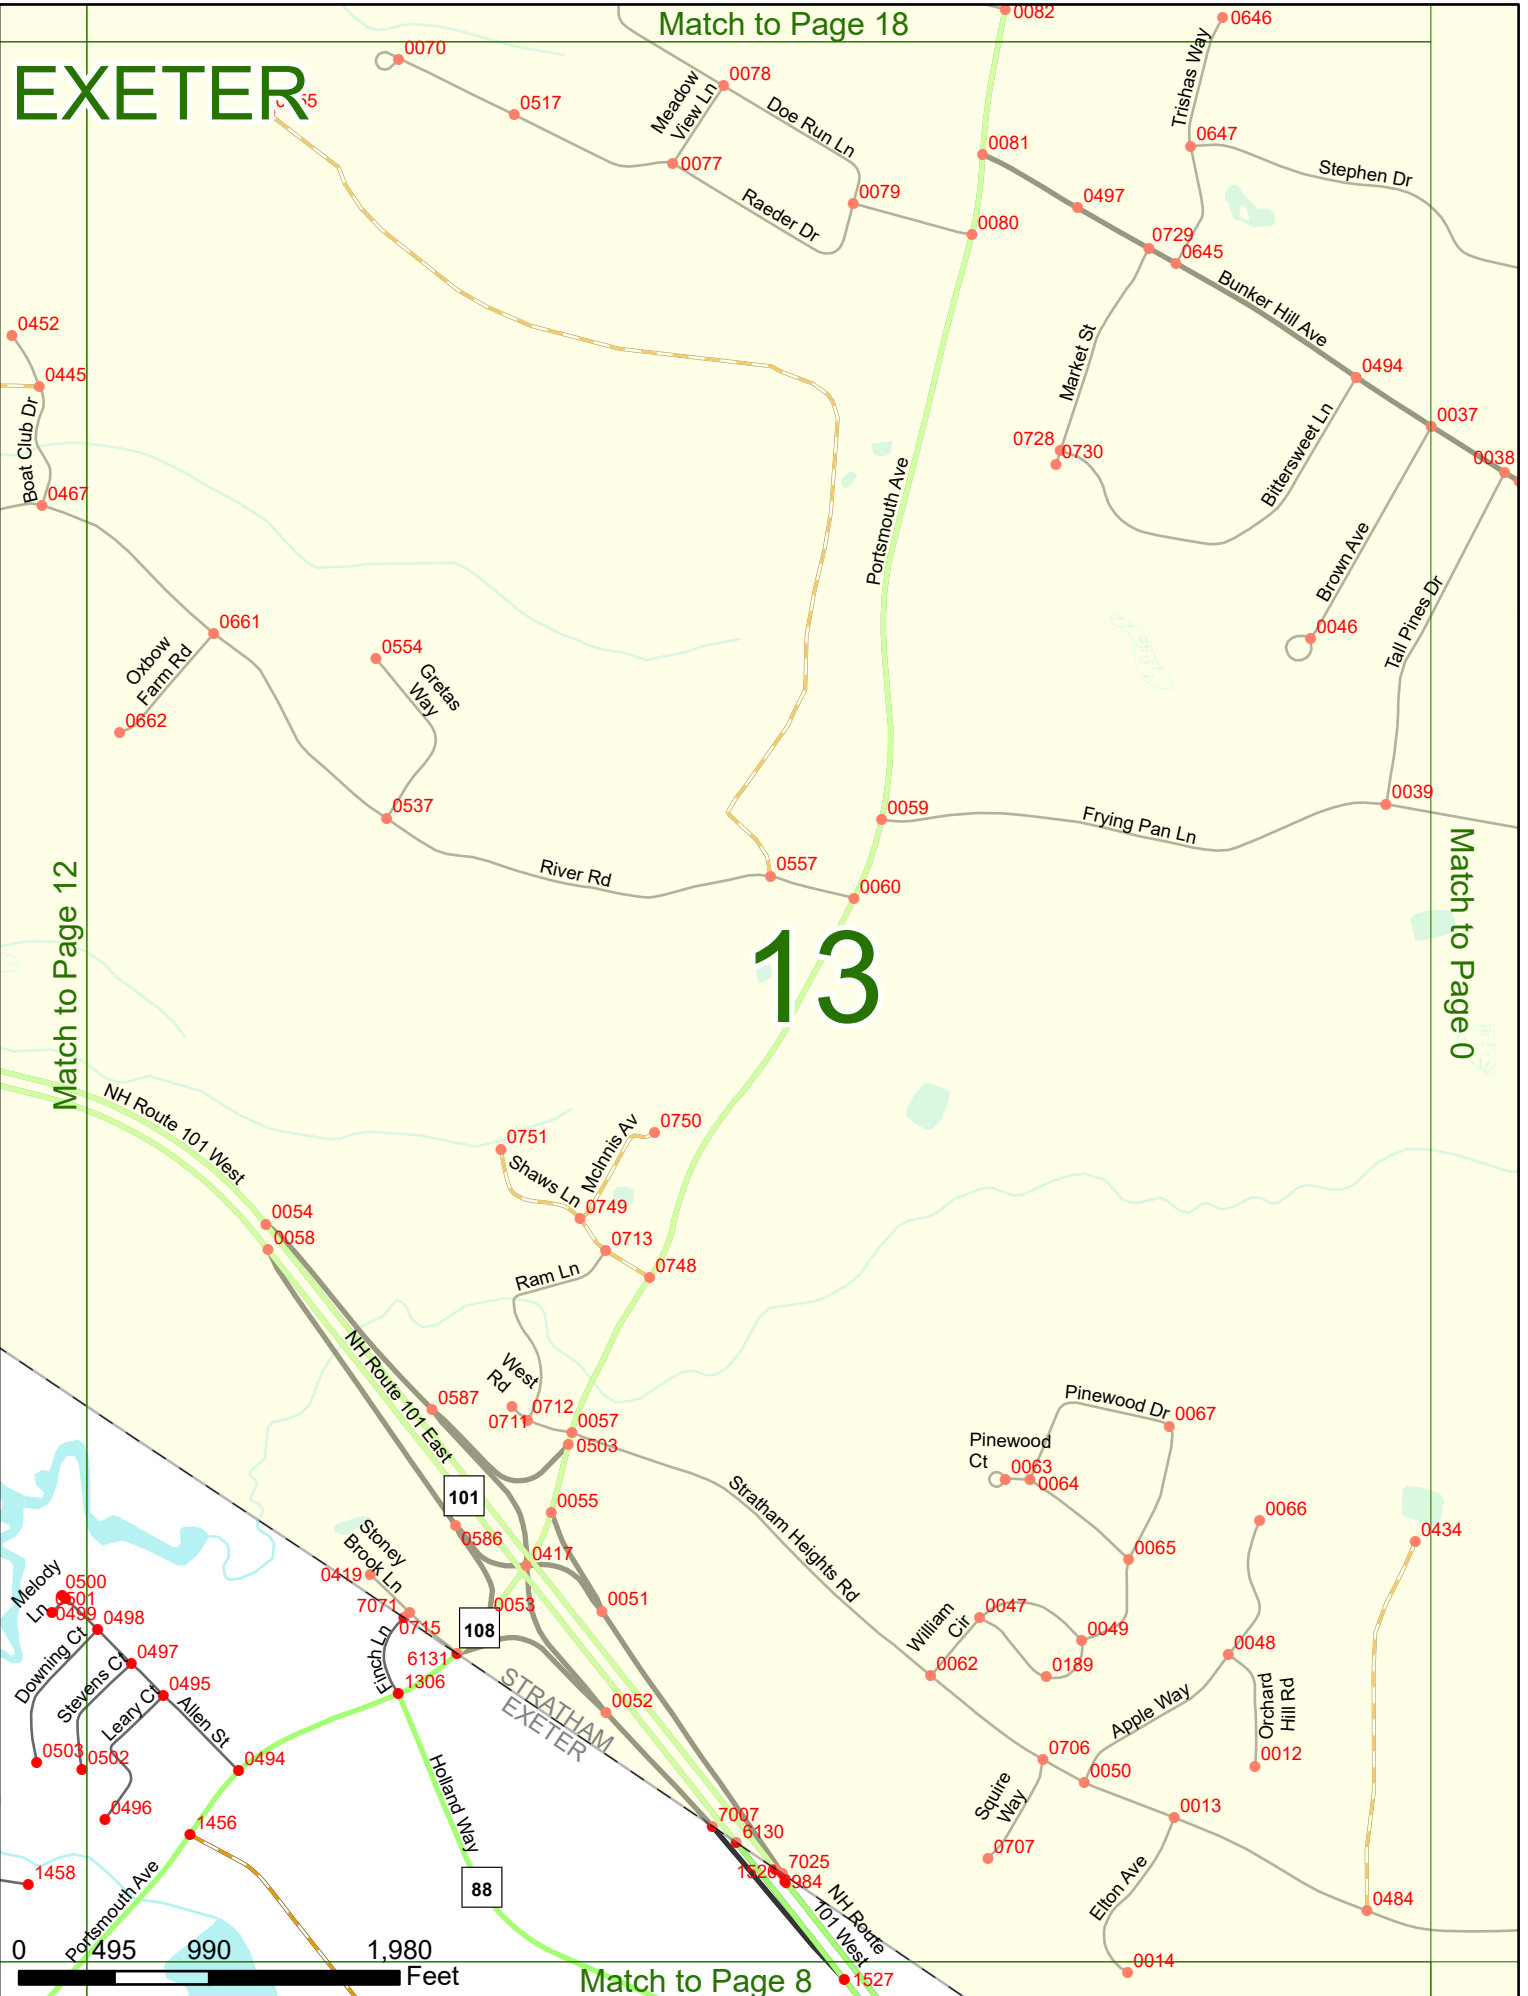 Match to Page 18
0082
0646
EXETER
0070
0078
0517
Meadow
View Ln
Doe Run Ln
Trishas Way
0077
0081
0647
Stephen Dr
0079
0497
Raeder Dr
0080
0729
0645
Bunker Hill Ave
0452
0445
Market St
0494
Boat Club Dr
0037
0728
0730
Bittersweet Ln
0038
0467
Portsmouth Ave
Brown Ave
Tall Pines Dr
0661
0554
0046
Oxbow
Farm Rd
Gretas
Way
0662
0537
0059
0039
Frying Pan Ln
River Rd
0557
0060
Match to Page 12
Match to Page 0
13
NH Route 101 West
0751
0750
McInnis Av
Shaws Ln
0749
0054
0058
0713
0748
Ram Ln
NH Route 101 East
West
Rd
0587
0712
0711
0057
0503
Pinewood Dr
0067
Pinewood
Ct
0063
0064
101
0055
Stratham Heights Rd
0066
0434
0586
Stoney
Brook Ln
0417
0065
0419
Melody
Ln
0500
0499
0498
7071
0715
0053
0051
0047
William
Cir
0049
108
Downing Ct
0497
Finch Ln
6131
0062
0189
0048
Stevens Ct
0495
1306
Leary Ct
Allen St
STRATHAM
EXETER
0052
Apple Way
Orchard
Hill Rd
0503
0502
0494
0706
0050
0012
Holland Way
Squire
Way
0496
1456
7007
6130
0013
0707
1458
7025
88
NH Route
101 West
Elton Ave
0484
Portsmouth Ave
0014
0 495 990 1,980
Feet
Match to Page 8
1527